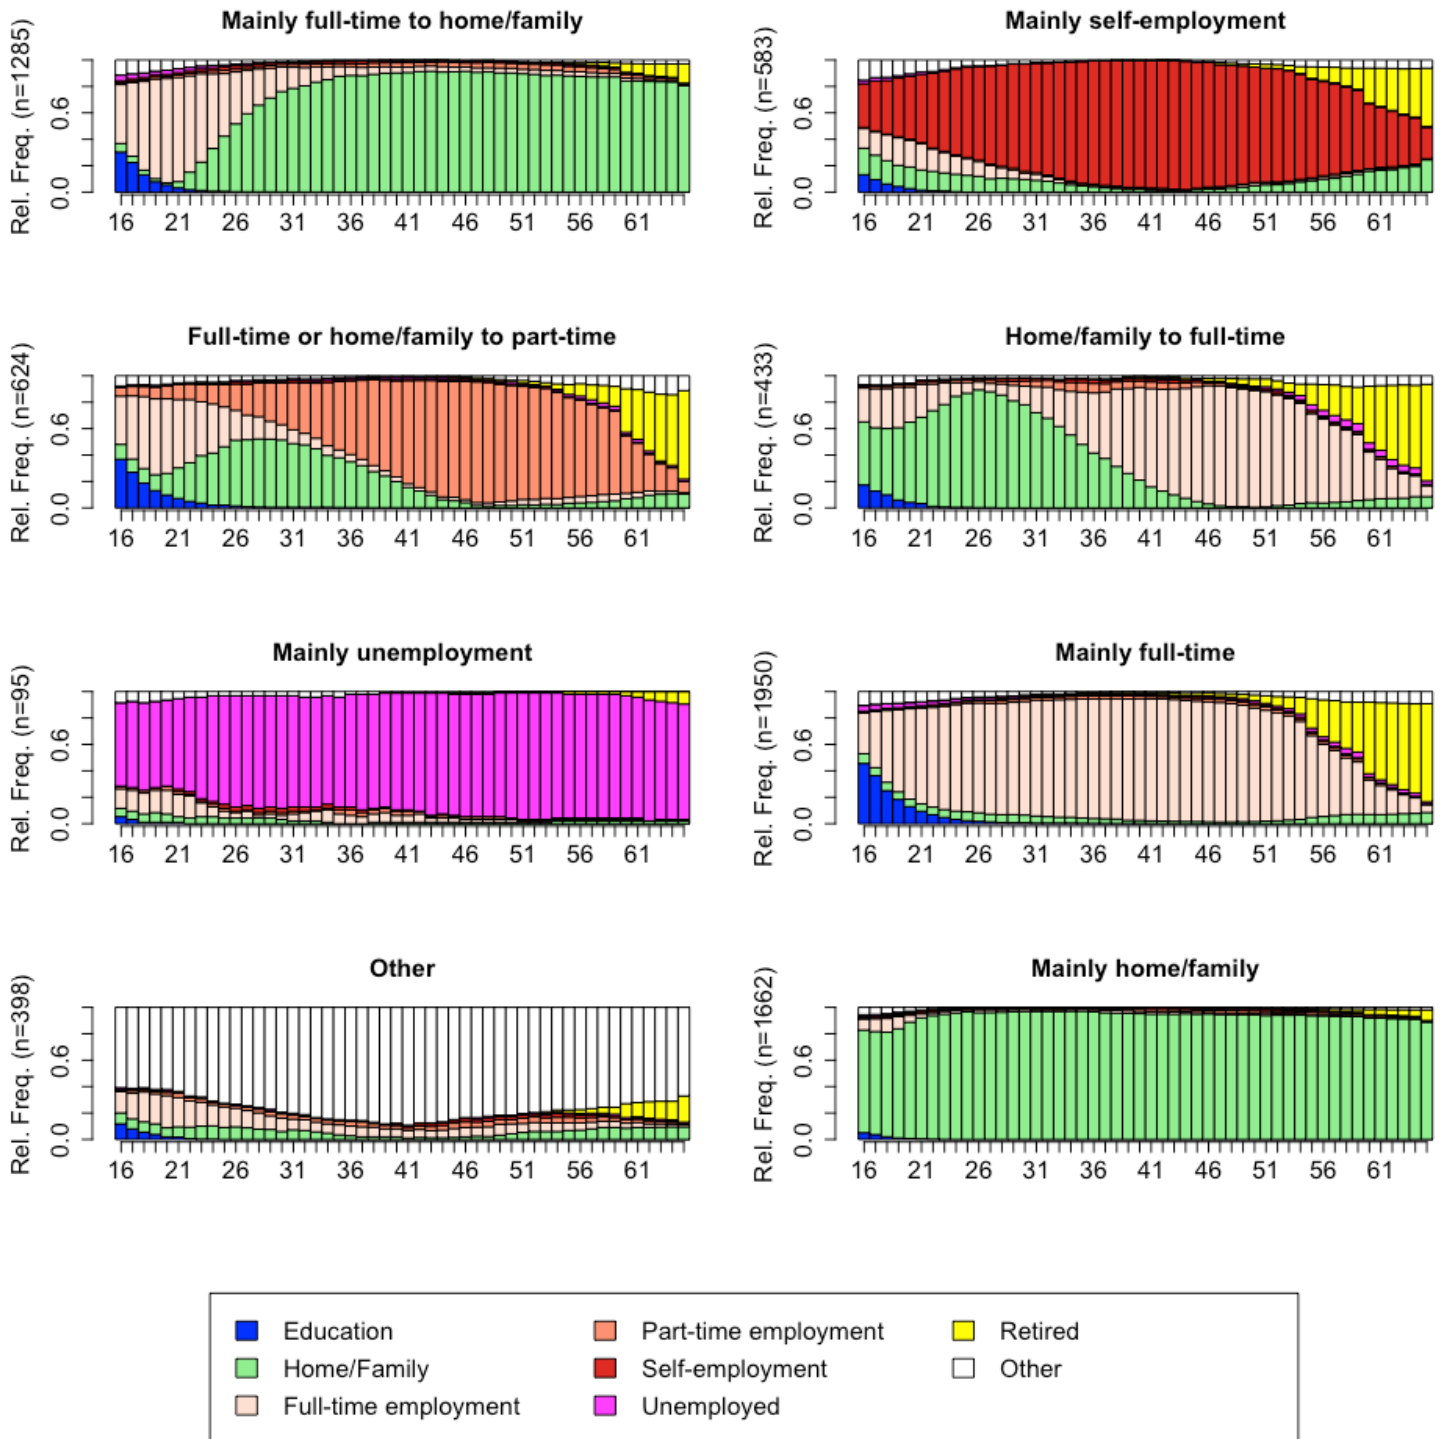 Mainly full-time to home/family
Rel. Freq. (n=1285)
0.0 0.6
16 21 26 31 36 41 46 51 56 61
Mainly self-employment
Rel. Freq. (n=583)
0.0 0.6
16 21 26 31 36 41 46 51 56 61
Full-time or home/family to part-time
Rel. Freq. (n=624)
0.0 0.6
16 21 26 31 36 41 46 51 56 61
Home/family to full-time
Rel. Freq. (n=433)
0.0 0.6
16 21 26 31 36 41 46 51 56 61
Mainly unemployment
Rel. Freq. (n=95)
0.0 0.6
16 21 26 31 36 41 46 51 56 61
Mainly full-time
Rel. Freq. (n=1950)
0.0 0.6
16 21 26 31 36 41 46 51 56 61
Other
Rel. Freq. (n=398)
0.0 0.6
16 21 26 31 36 41 46 51 56 61
Mainly home/family
Rel. Freq. (n=1662)
0.0 0.6
16 21 26 31 36 41 46 51 56 61
Education
Home/Family
Full-time employment
Part-time employment
Self-employment
Unemployed
Retired
Other